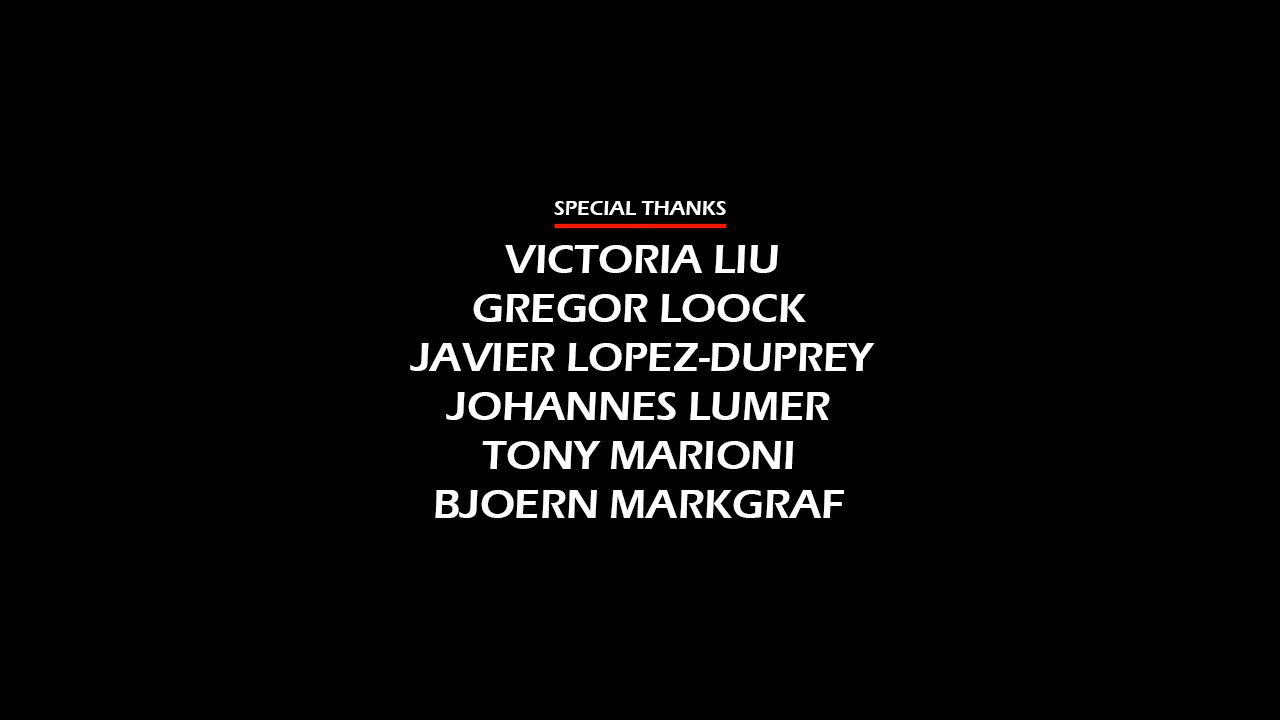 SPECIAL THANKS
VICTORIA LIU
GREGOR LOOCK
JAVIER LOPEZ-DUPREY
JOHANNES LUMER
TONY MARIONI
BJOERN MARKGRAF